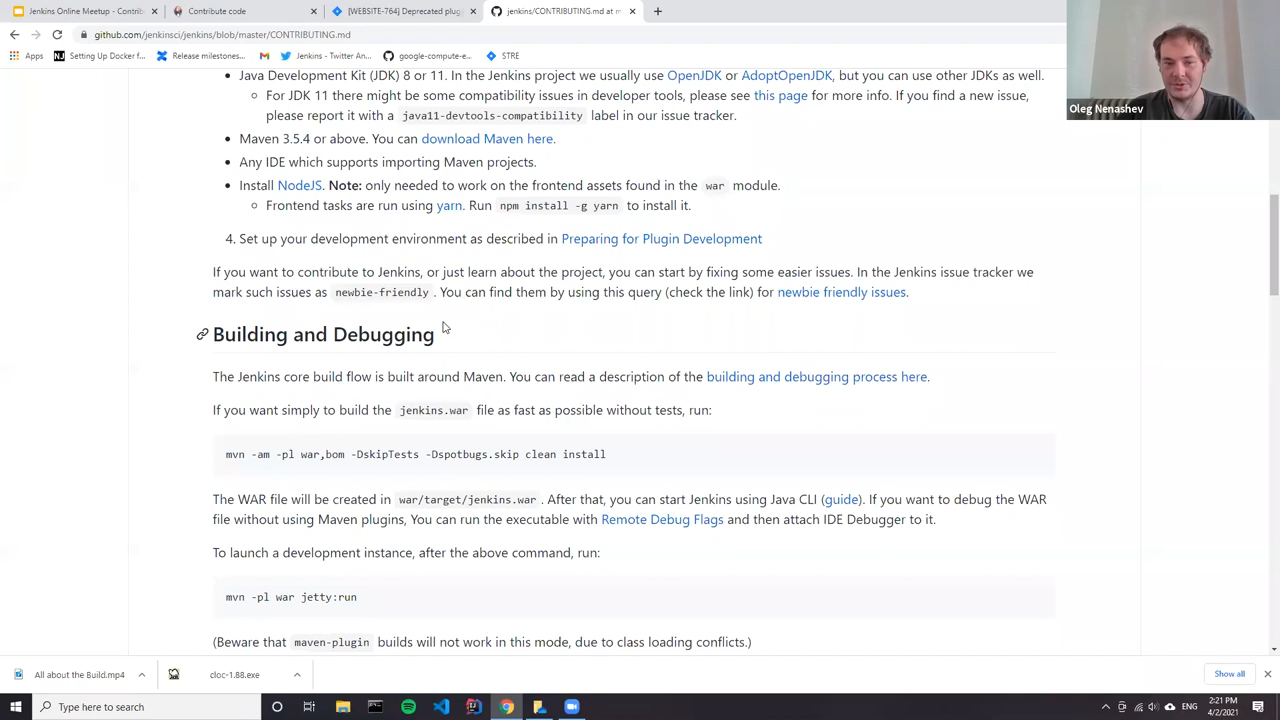 Jenkins Online Meetup - Contrib
Contribute code
[WEBSITE-764] Deprecated plug
jenkins/CONTRIBUTING.md at m
github.com/jenkinsci/jenkins/blob/master/CONTRIBUTING.md
Apps Setting Up Docker f... Release milestones... Jenkins - Twitter An... google-compute-e... STRE
Oleg Nenashev
Java Development Kit (JDK) 8 or 11. In the Jenkins project we usually use OpenJDK or AdoptOpenJDK, but you can use other JDKs as well.
For JDK 11 there might be some compatibility issues in developer tools, please see this page for more info. If you find a new issue,
please report it with a java11-devtools-compatibility label in our issue tracker.
Maven 3.5.4 or above. You can download Maven here.
Any IDE which supports importing Maven projects.
Install NodeJS. Note: only needed to work on the frontend assets found in the war module.
Frontend tasks are run using yarn. Run npm install -g yarn to install it.
4. Set up your development environment as described in Preparing for Plugin Development
If you want to contribute to Jenkins, or just learn about the project, you can start by fixing some easier issues. In the Jenkins issue tracker we
mark such issues as newbie-friendly. You can find them by using this query (check the link) for newbie friendly issues.
Building and Debugging
The Jenkins core build flow is built around Maven. You can read a description of the building and debugging process here.
If you want simply to build the jenkins.war file as fast as possible without tests, run:
mvn -am -pl war,bom -DskipTests -Dspotbugs.skip clean install
The WAR file will be created in war/target/jenkins.war. After that, you can start Jenkins using Java CLI (guide). If you want to debug the WAR
file without using Maven plugins, You can run the executable with Remote Debug Flags and then attach IDE Debugger to it.
To launch a development instance, after the above command, run:
mvn -pl war jetty:run
(Beware that maven-plugin builds will not work in this mode, due to class loading conflicts.)
All about the Build.mp4
cloc-1.88.exe
Show all
Type here to search
ENG
2:21 PM
4/2/2021